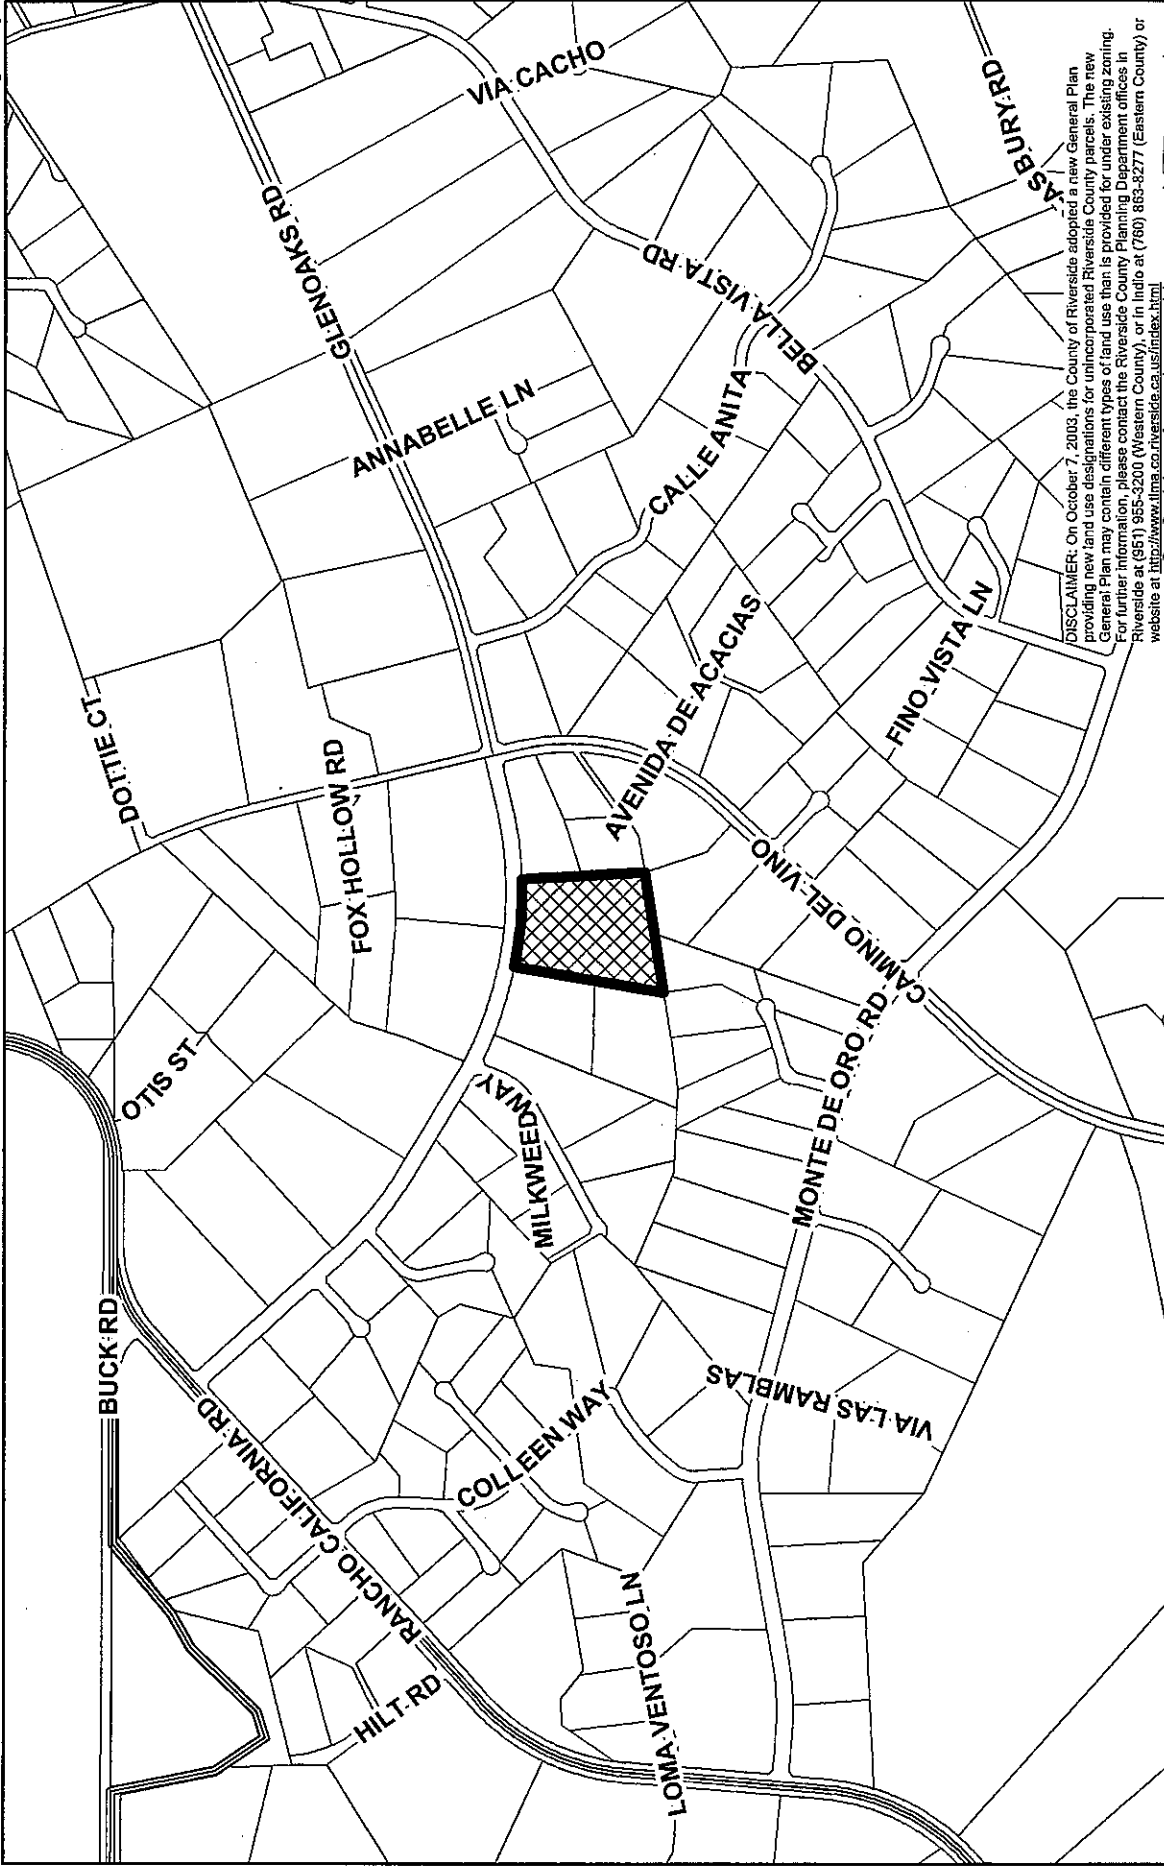 VIA CACHO
GLENOAKS RD
ANNABELLE LN
BELLA VISTA RD
CALLE ANITA
DOTTIE CT
FOX HOLLOW RD
AVENIDA DE ACACIAS
FINO VISTA LN
CAMINO DEL VINO
OTIS ST
MILKWEED WAY
MONTE DE ORO RD
BUCK RD
RANCHO CALIFORNIA RD
COLLEEN WAY
VIA LAS RAMBLAS
HILT RD
LOMA VENTOSO LN
ASBURY RD
DISCLAIMER: On October 7, 2003, the County of Riverside adopted a new General Plan
providing new land use designations for unincorporated Riverside County parcels. The new
General Plan may contain different types of land use than is provided for under existing zoning.
For further information, please contact the Riverside County Planning Department offices in
Riverside at (951) 955-3200 (Western County), or in Indio at (760) 863-8277 (Eastern County) or
website at http://www.tlma.co.riverside.ca.us/index.html